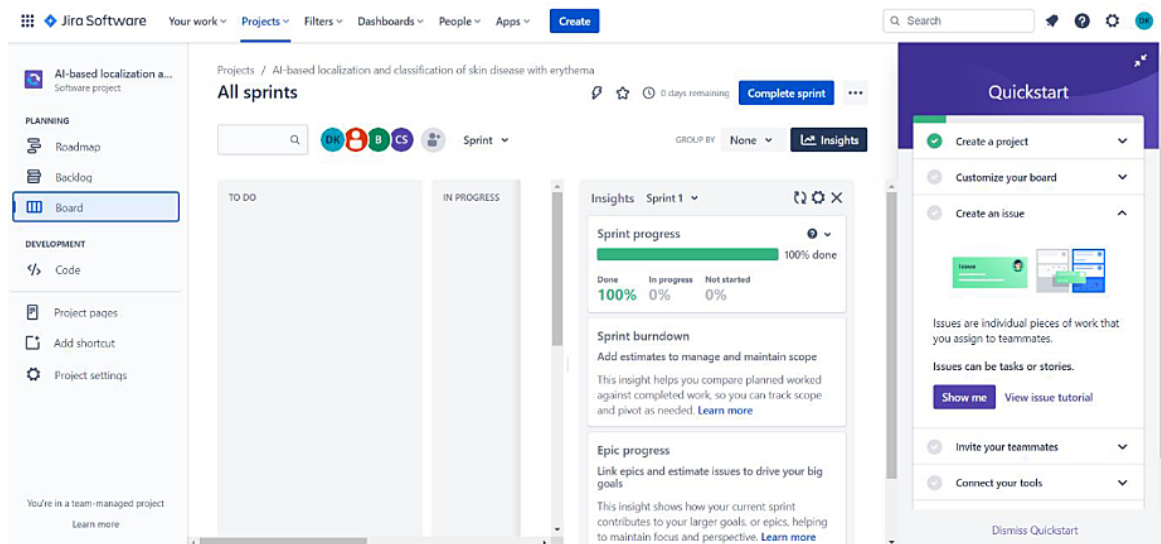 Jira Software
Your work
Projects
Filters
Dashboards
People
Apps
Create
Search
DK
AI-based localization a...
Software project
PLANNING
Roadmap
Backlog
Board
DEVELOPMENT
Code
Project pages
Add shortcut
Project settings
You're in a team-managed project
Learn more
Projects / AI-based localization and classification of skin disease with erythema
All sprints
0 days remaining
Complete sprint
DK
B
CS
Sprint
GROUP BY
None
Insights
TO DO
IN PROGRESS
Insights Sprint 1
Sprint progress
100% done
Done In progress Not started
100% 0% 0%
Sprint burndown
Add estimates to manage and maintain scope
This insight helps you compare planned worked
against completed work, so you can track scope
and pivot as needed. Learn more
Epic progress
Link epics and estimate issues to drive your big
goals
This insight shows how your current sprint
contributes to your larger goals, or epics, helping
to maintain focus and perspective. Learn more
Quickstart
Create a project
Customize your board
Create an issue
Issue
Issues are individual pieces of work that
you assign to teammates.
Issues can be tasks or stories.
Show me View issue tutorial
Invite your teammates
Connect your tools
Dismiss Quickstart